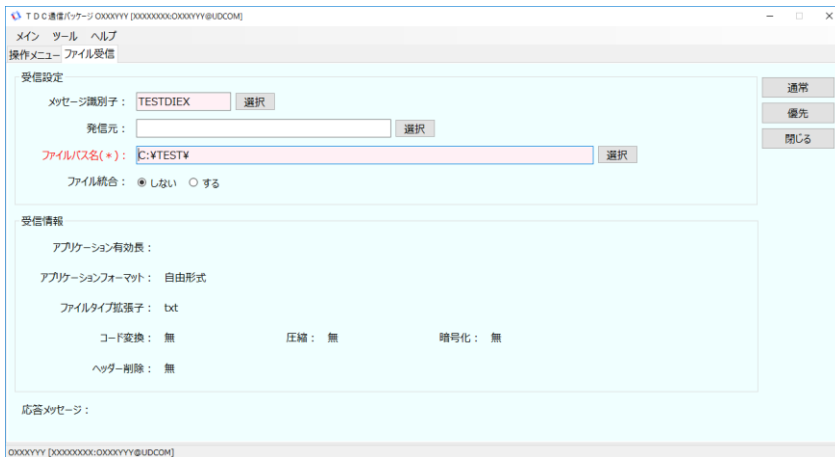 ＴＤＣ通信パッケージ OXXXYYY [XXXXXXXX:OXXXYYY@UDCOM]
メイン ツール ヘルプ
操作メニュー ファイル受信
受信設定
メッセージ識別子： TESTDIEX 選択
発信元： 選択
ファイルパス名(＊)： C:¥TEST¥ 選択
ファイル統合： しない する
通常
優先
閉じる
受信情報
アプリケーション有効長：
アプリケーションフォーマット： 自由形式
ファイルタイプ拡張子： txt
コード変換： 無 圧縮： 無 暗号化： 無
ヘッダー削除： 無
応答メッセージ：
OXXXYYY [XXXXXXXX:OXXXYYY@UDCOM]